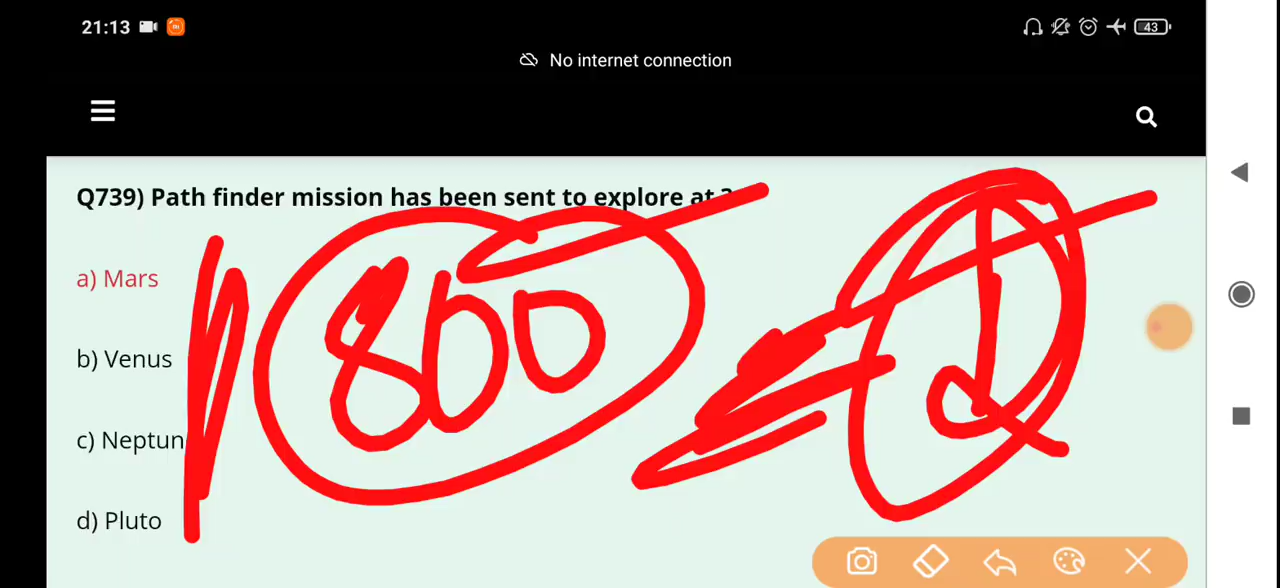 21:13
43
No internet connection
Q739) Path finder mission has been sent to explore at ?
a) Mars
800
b) Venus
c) Neptun
d) Pluto